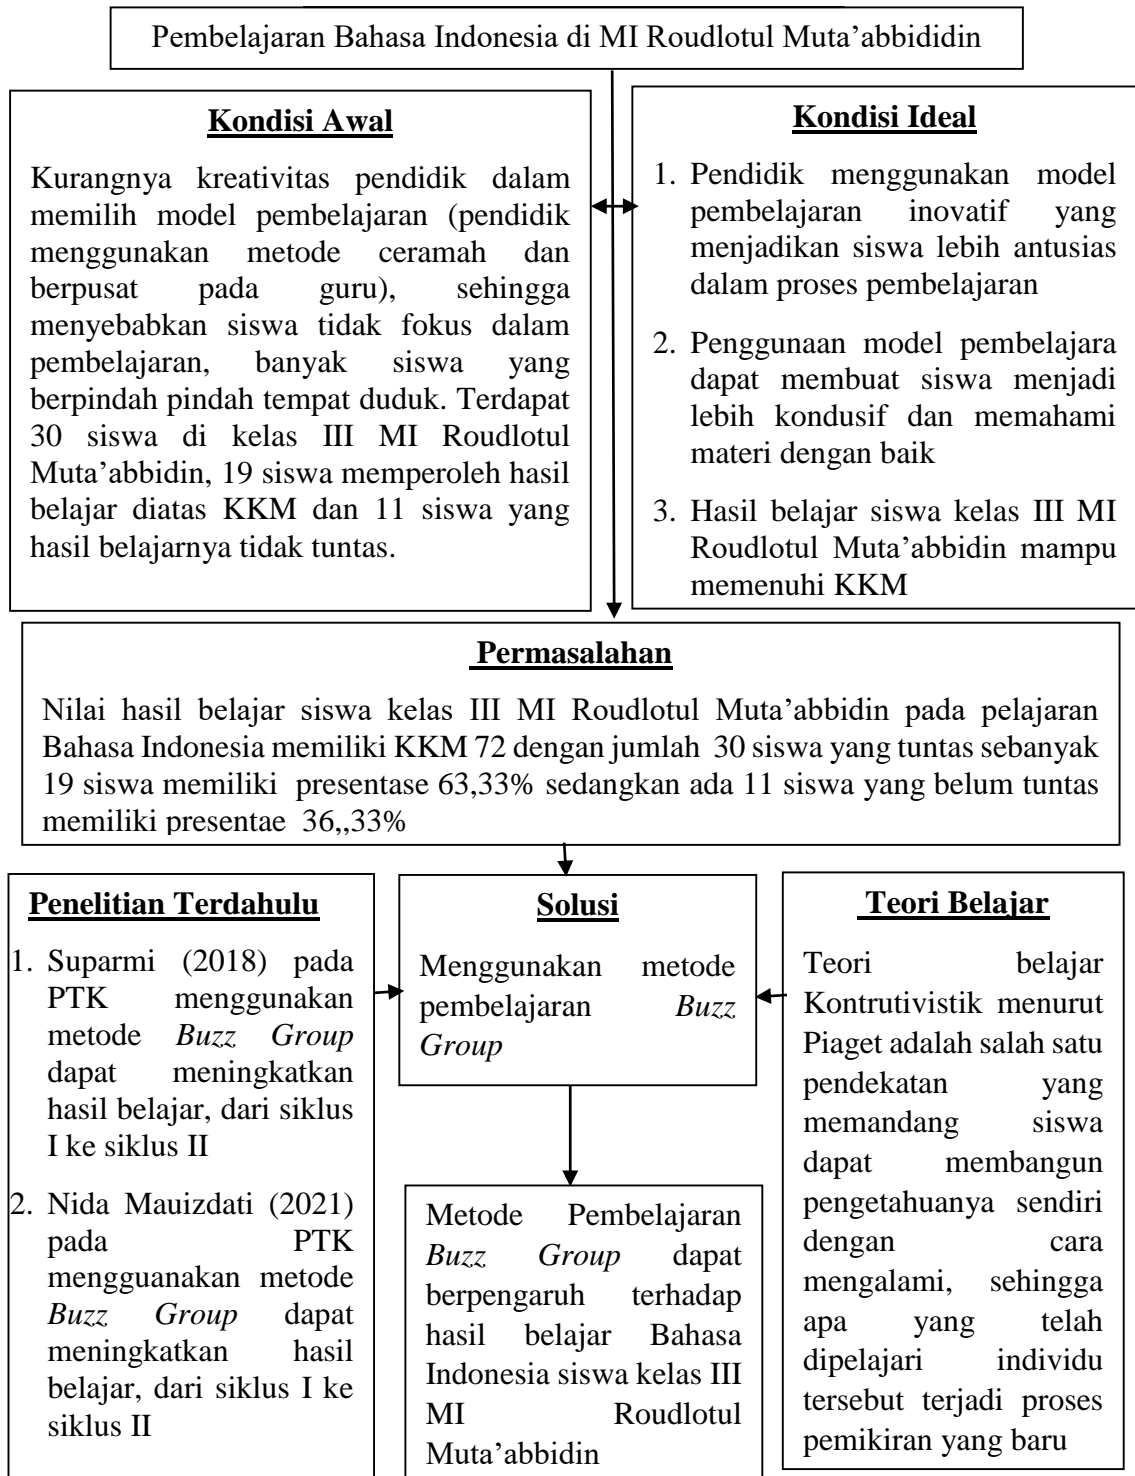 Pembelajaran Bahasa Indonesia di MI Roudlotul Muta’abbididin
Kondisi Awal
Kurangnya kreativitas pendidik dalam
memilih model pembelajaran (pendidik
menggunakan metode ceramah dan
berpusat pada guru), sehingga
menyebabkan siswa tidak fokus dalam
pembelajaran, banyak siswa yang
berpindah pindah tempat duduk. Terdapat
30 siswa di kelas III MI Roudlotul
Muta’abbidin, 19 siswa memperoleh hasil
belajar diatas KKM dan 11 siswa yang
hasil belajarnya tidak tuntas.
Kondisi Ideal
1. Pendidik menggunakan model
pembelajaran inovatif yang
menjadikan siswa lebih antusias
dalam proses pembelajaran
2. Penggunaan model pembelajara
dapat membuat siswa menjadi
lebih kondusif dan memahami
materi dengan baik
3. Hasil belajar siswa kelas III MI
Roudlotul Muta’abbidin mampu
memenuhi KKM
Permasalahan
Nilai hasil belajar siswa kelas III MI Roudlotul Muta’abbidin pada pelajaran
Bahasa Indonesia memiliki KKM 72 dengan jumlah 30 siswa yang tuntas sebanyak
19 siswa memiliki presentase 63,33% sedangkan ada 11 siswa yang belum tuntas
memiliki presentae 36,,33%
Penelitian Terdahulu
1. Suparmi (2018) pada
PTK menggunakan
metode Buzz Group
dapat meningkatkan
hasil belajar, dari siklus
I ke siklus II
2. Nida Mauizdati (2021)
pada PTK
mengguanakan metode
Buzz Group dapat
meningkatkan hasil
belajar, dari siklus I ke
siklus II
Solusi
Menggunakan metode
pembelajaran Buzz
Group
Metode Pembelajaran
Buzz Group dapat
berpengaruh terhadap
hasil belajar Bahasa
Indonesia siswa kelas III
MI Roudlotul
Muta’abbidin
Teori Belajar
Teori belajar
Kontrutivistik menurut
Piaget adalah salah satu
pendekatan yang
memandang siswa
dapat membangun
pengetahuanya sendiri
dengan cara
mengalami, sehingga
apa yang telah
dipelajari individu
tersebut terjadi proses
pemikiran yang baru